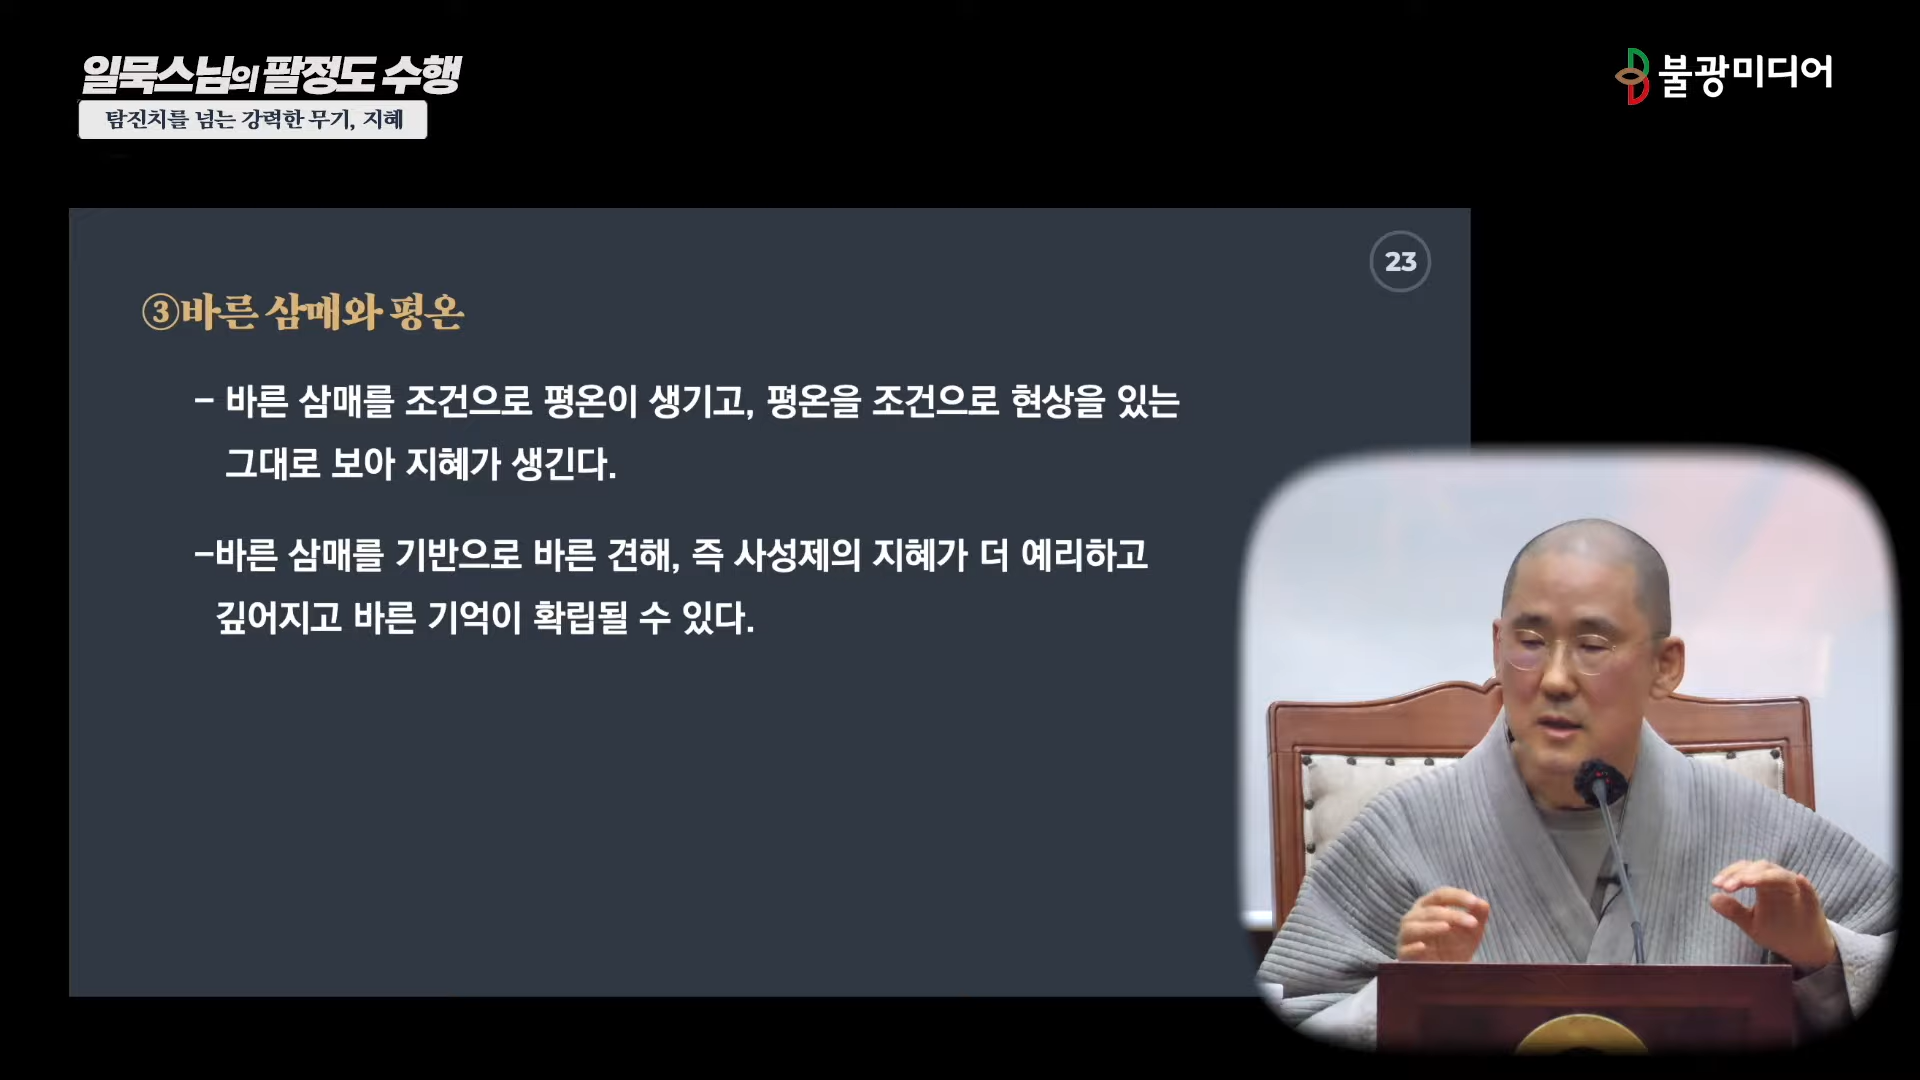 일묵스님의 팔정도 수행
탐진치를 넘는 강력한 무기, 지혜
불광미디어
23
③바른 삼매와 평온
- 바른 삼매를 조건으로 평온이 생기고, 평온을 조건으로 현상을 있는
그대로 보아 지혜가 생긴다.
-바른 삼매를 기반으로 바른 견해, 즉 사성제의 지혜가 더 예리하고
깊어지고 바른 기억이 확립될 수 있다.